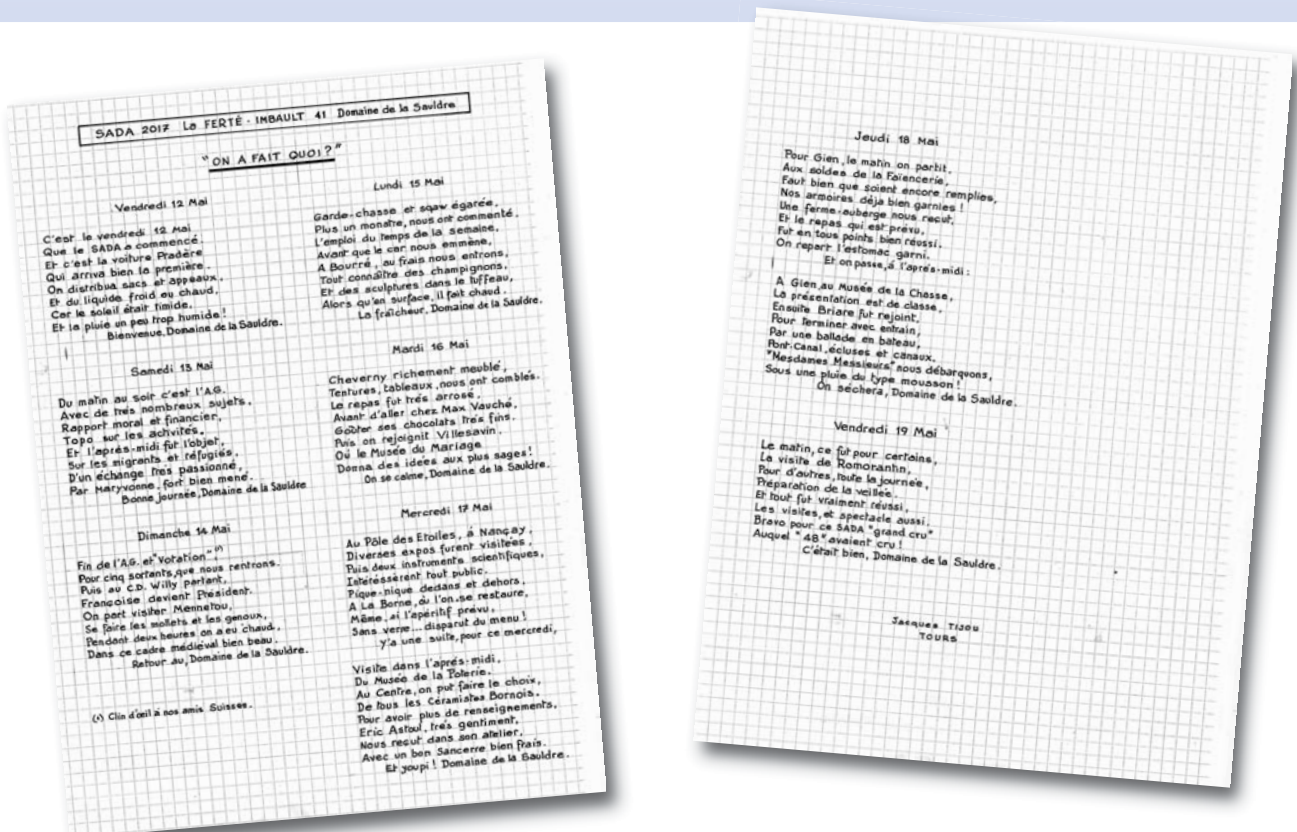 SADA 2017 La FERTÉ-IMBAULT 41 Domaine de la Sauldre
"ON A FAIT QUOI?"
Vendredi 12 Mai
C'est le vendredi 12 Mai
Que le SADA a commencé.
Et c'est la voiture Pradère
Qui arriva bien la première.
On distribua sacs et appeaux,
Et du liquide froid ou chaud,
Car le soleil était timide,
Et la pluie un peu trop humide!
Bienvenue, Domaine de la Sauldre.
Samedi 13 Mai
Du matin au soir c'est l'A.G.
Avec de très nombreux sujets,
Rapport moral et financier,
Topo sur les activités.
Et l'après-midi fut l'objet,
Sur les migrants et réfugiés,
D'un échange très passionné,
Par Maryvonne, fort bien mené.
Bonne journée, Domaine de la Sauldre
Dimanche 14 Mai
Fin de l'A.G. et "Votation" (1)
Pour cinq sortants, que nous rentrons.
Puis au C.D. Willy partant,
Françoise devient Président.
On part visiter Mennetou,
Se faire les mollets et les genoux,
Pendant deux heures on a eu chaud,
Dans ce cadre médiéval bien beau.
Retour au, Domaine de la Sauldre.
(1) Clin d'œil à nos amis Suisses.
Lundi 15 Mai
Garde-chasse et sqaw égarée,
Plus un monstre, nous ont commenté,
L'emploi du temps de la semaine,
Avant que le car nous emmène,
A Bourré, au frais nous entrons,
Tout connaître des champignons,
Et des sculptures dans le tuffeau,
Alors qu'en surface, il fait chaud.
La fraîcheur, Domaine de la Sauldre.
Mardi 16 Mai
Cheverny richement meublé,
Tentures, tableaux, nous ont comblés.
Le repas fut très arrosé,
Avant d'aller chez Max Vauché,
Goûter ses chocolats très fins.
Puis on rejoignit Villesavin.
Où le Musée du Mariage
Donna des idées aux plus sages!
On se calme, Domaine de la Sauldre.
Mercredi 17 Mai
Au Pôle des Etoiles, à Nançay,
Diverses expos furent visitées,
Puis deux instruments scientifiques,
Intéressèrent tout public.
Pique-nique dedans et dehors,
A La Borne, où l'on se restaure,
Même, si l'apéritif prévu,
Sans verre... disparut du menu!
Y'a une suite, pour ce mercredi,
Visite dans l'après-midi,
Du Musée de la Poterie.
Au Centre, on put faire le choix,
De tous les Céramistes Bornois.
Pour avoir plus de renseignements,
Eric Astoul, très gentiment,
Nous reçut dans son atelier,
Avec un bon Sancerre bien frais.
Et youpi! Domaine de la Sauldre.
Jeudi 18 Mai
Pour Gien, le matin on partit,
Aux soldes de la Faïencerie,
Faut bien que soient encore remplies,
Nos armoires déjà bien garnies!
Une ferme-auberge nous reçut,
Et le repas qui est prévu,
Fut en tous points bien réussi.
On repart l'estomac garni.
Et on passe, à l'après-midi:
A Gien, au Musée de la Chasse,
La présentation est de classe,
Ensuite Briare fut rejoint,
Pour terminer avec entrain,
Par une ballade en bateau,
Pont-Canal, écluses et canaux.
"Mesdames Messieurs" nous débarquons,
Sous une pluie du type mousson!
On séchera, Domaine de la Sauldre.
Vendredi 19 Mai
Le matin, ce fut pour certains,
La visite de Romorantin,
Pour d'autres, toute la journée,
Préparation de la veillée.
Et tout fut vraiment réussi,
Les visites, et spectacle aussi,
Bravo pour ce SADA "grand cru"
Auquel "48" avaient cru!
C'était bien, Domaine de la Sauldre.
Jacques TIJOU
TOURS